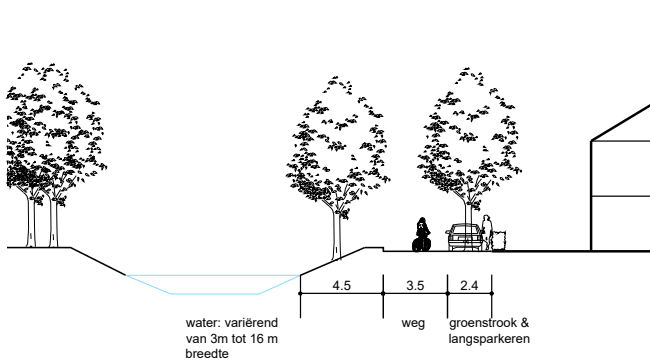 4.5 3.5 2.4
water: variërend
van 3m tot 16 m
breedte
weg
groenstrook &
langsparkeren